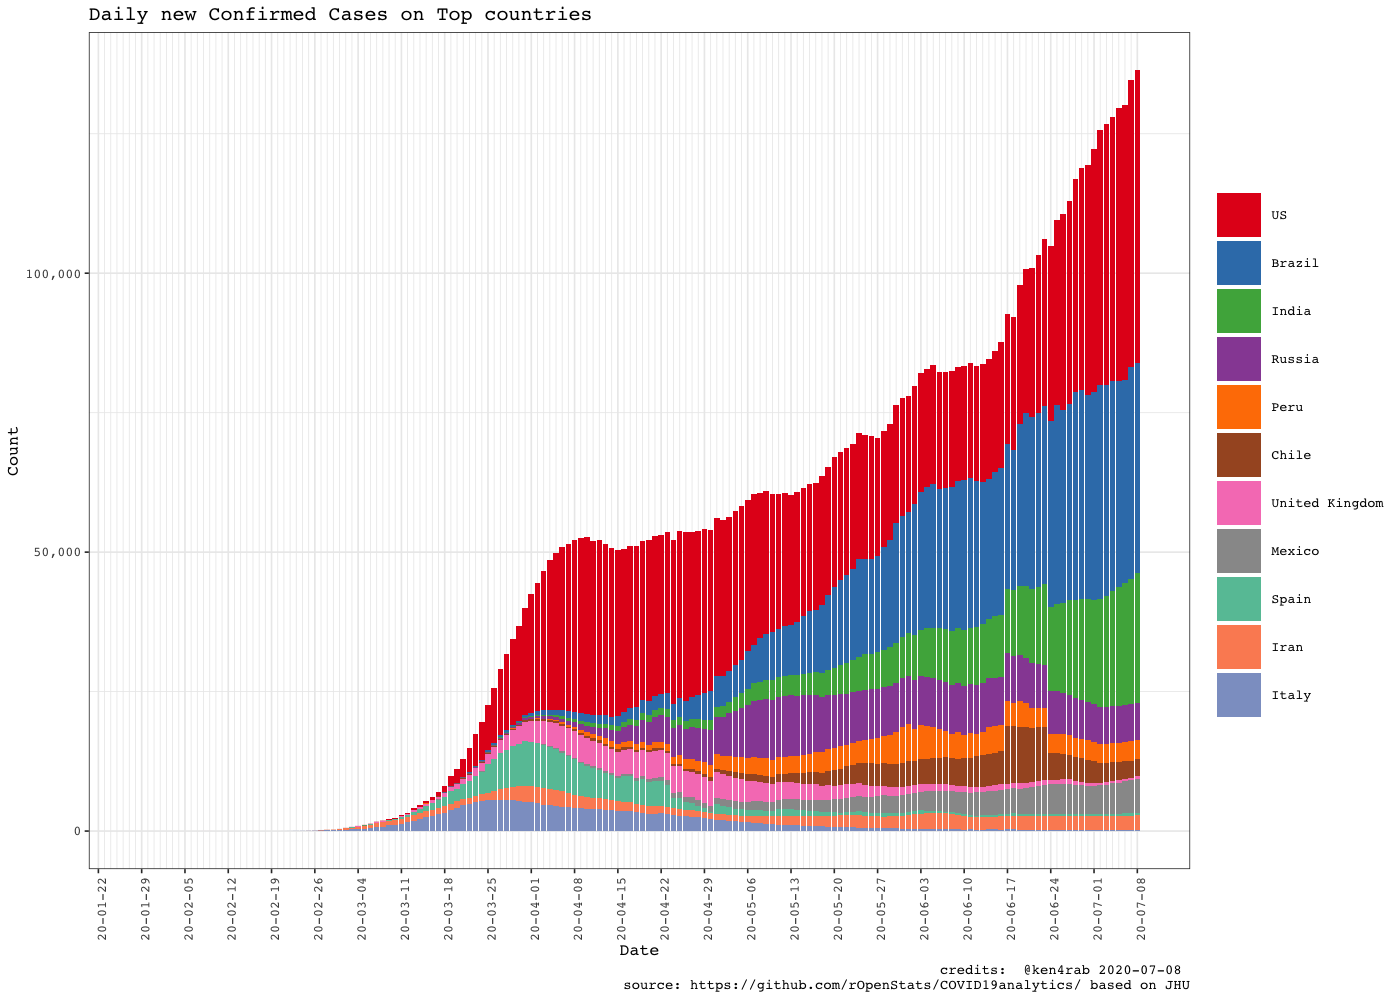 Daily new Confirmed Cases on Top countries
Count
100,000
50,000
0
20-01-22
20-01-29
20-02-05
20-02-12
20-02-19
20-02-26
20-03-04
20-03-11
20-03-18
20-03-25
20-04-01
20-04-08
20-04-15
20-04-22
20-04-29
20-05-06
20-05-13
20-05-20
20-05-27
20-06-03
20-06-10
20-06-17
20-06-24
20-07-01
20-07-08
Date
US
Brazil
India
Russia
Peru
Chile
United Kingdom
Mexico
Spain
Iran
Italy
credits: @ken4rab 2020-07-08
source: https://github.com/rOpenStats/COVID19analytics/ based on JHU